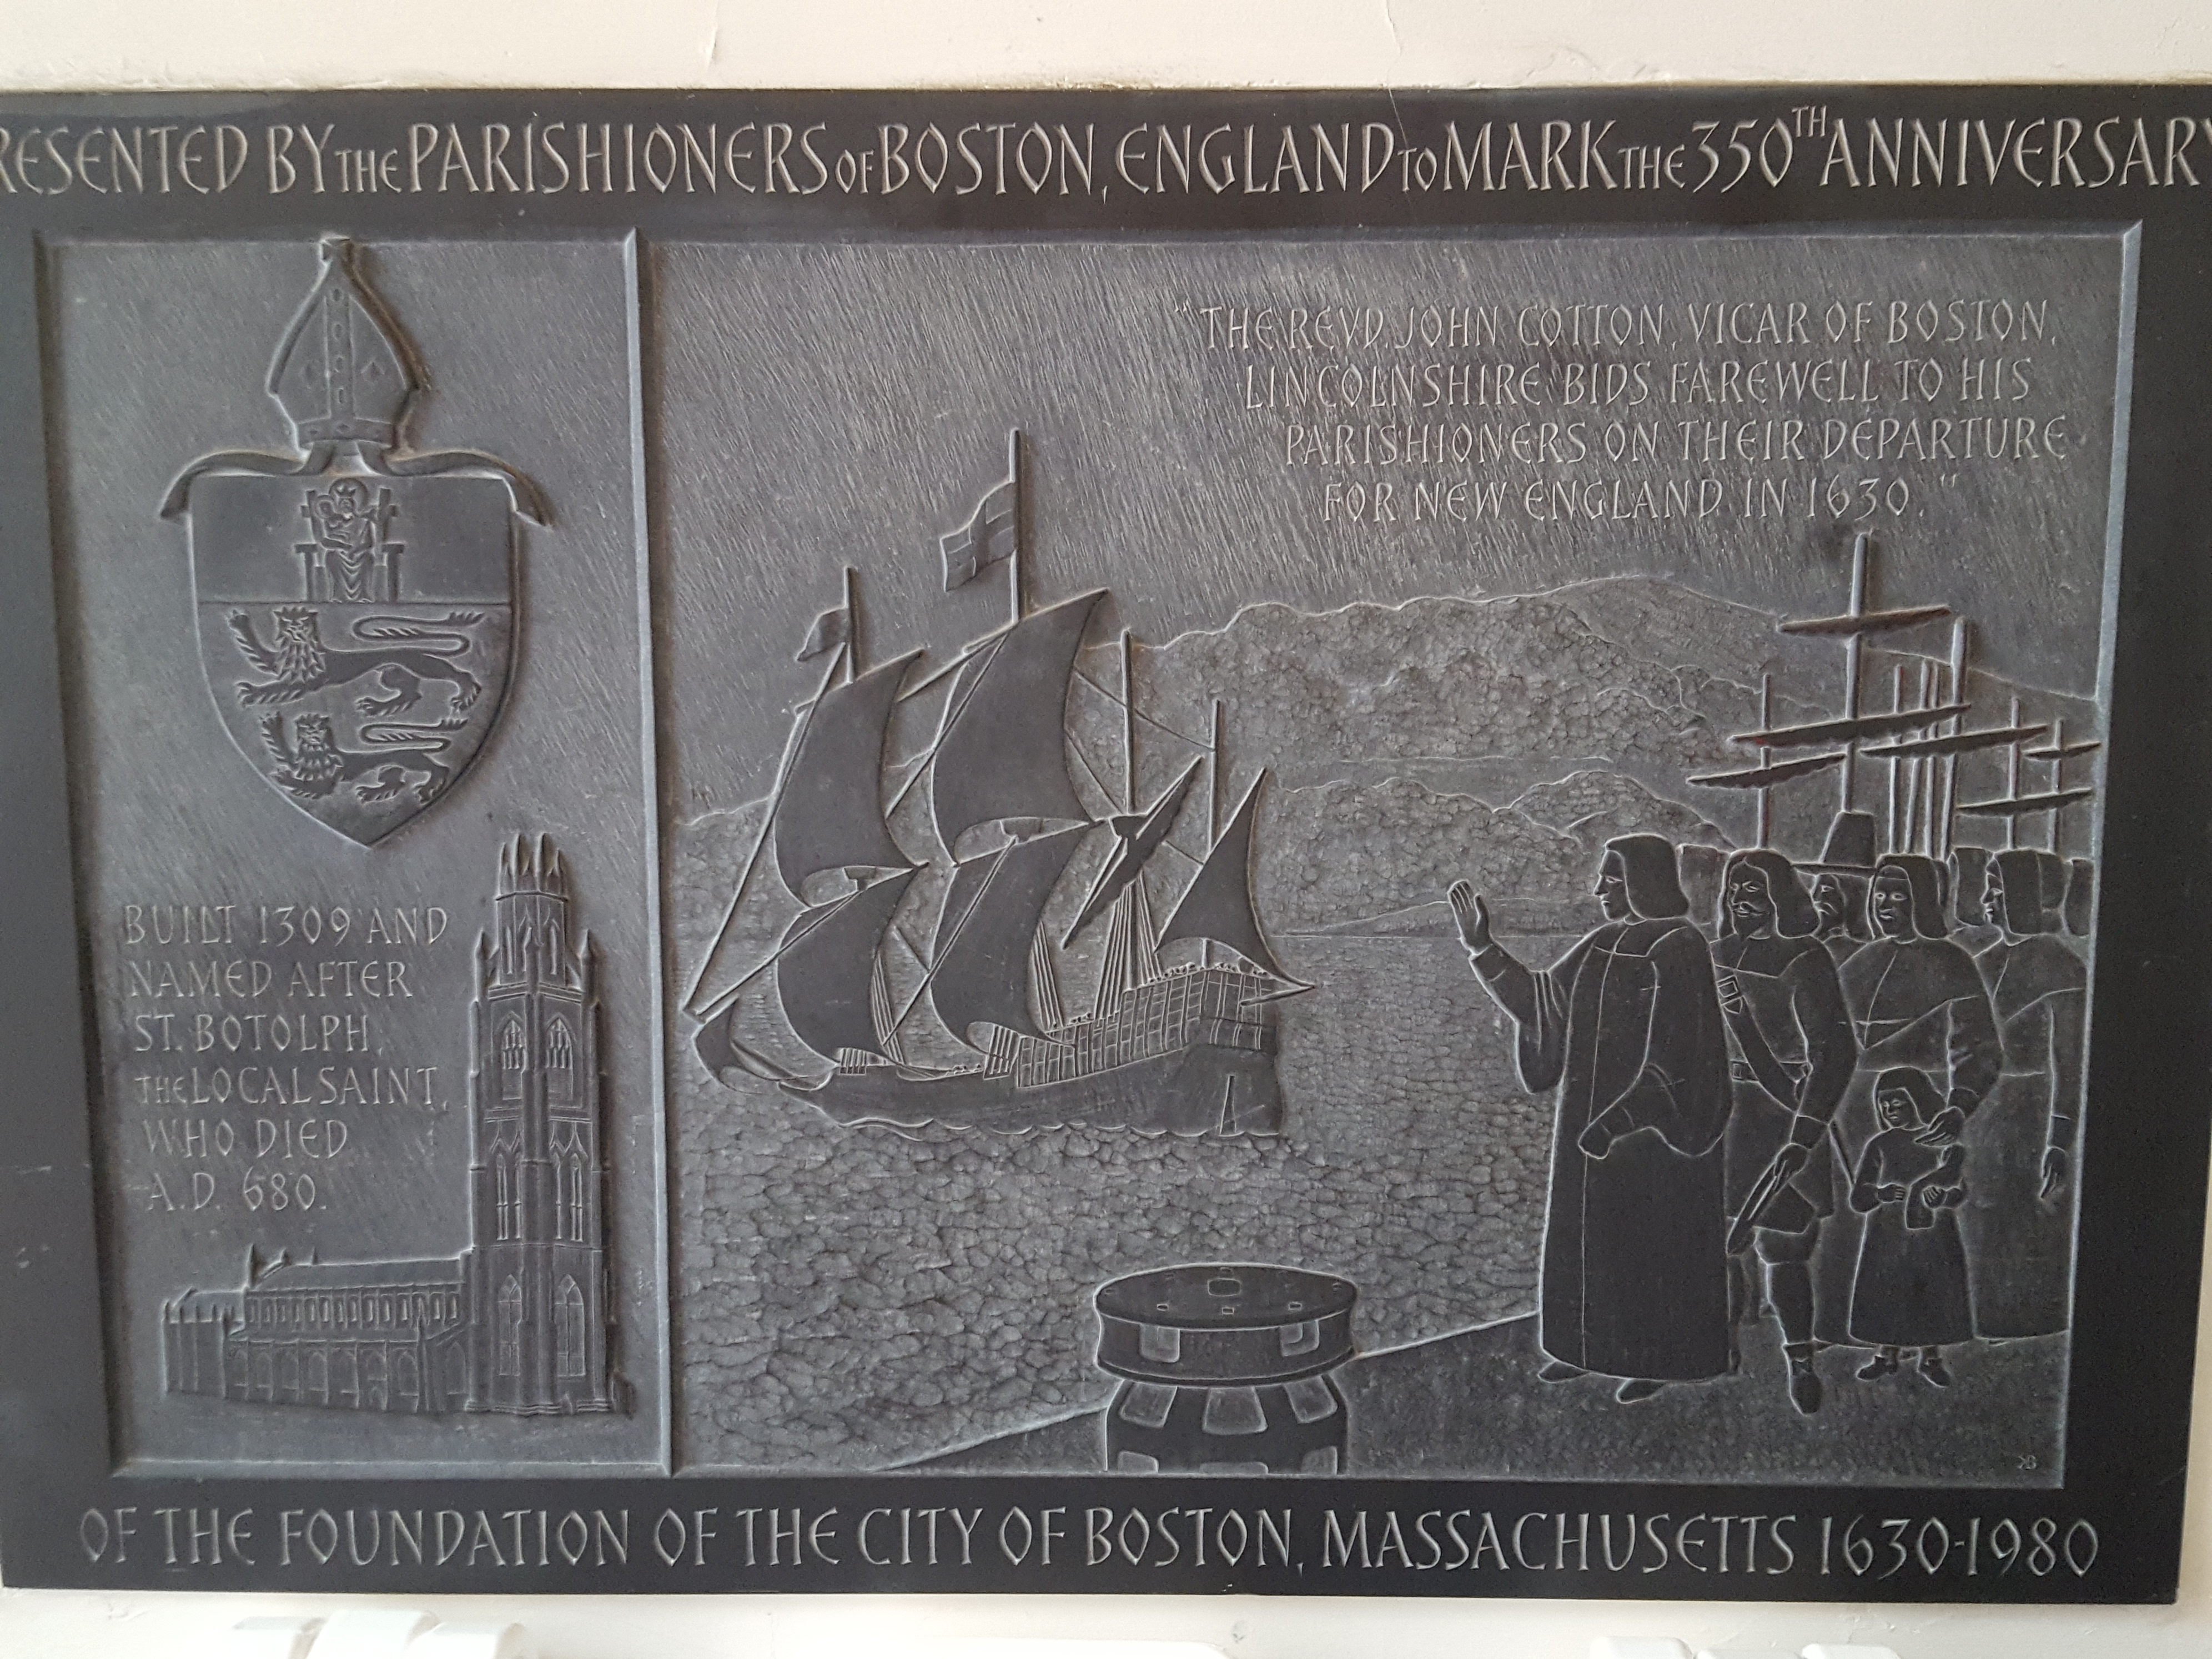 RESENTED BY THE PARISHIONERS OF BOSTON, ENGLAND TO MARK THE 350TH ANNIVERSARY
"THE REVD. JOHN COTTON, VICAR OF BOSTON,
LINCOLNSHIRE BIDS FAREWELL TO HIS
PARISHIONERS ON THEIR DEPARTURE
FOR NEW ENGLAND IN 1630."
BUILT 1309 AND
NAMED AFTER
ST. BOTOLPH,
THE LOCAL SAINT,
WHO DIED
A.D. 680.
KB
OF THE FOUNDATION OF THE CITY OF BOSTON, MASSACHUSETTS 1630-1980